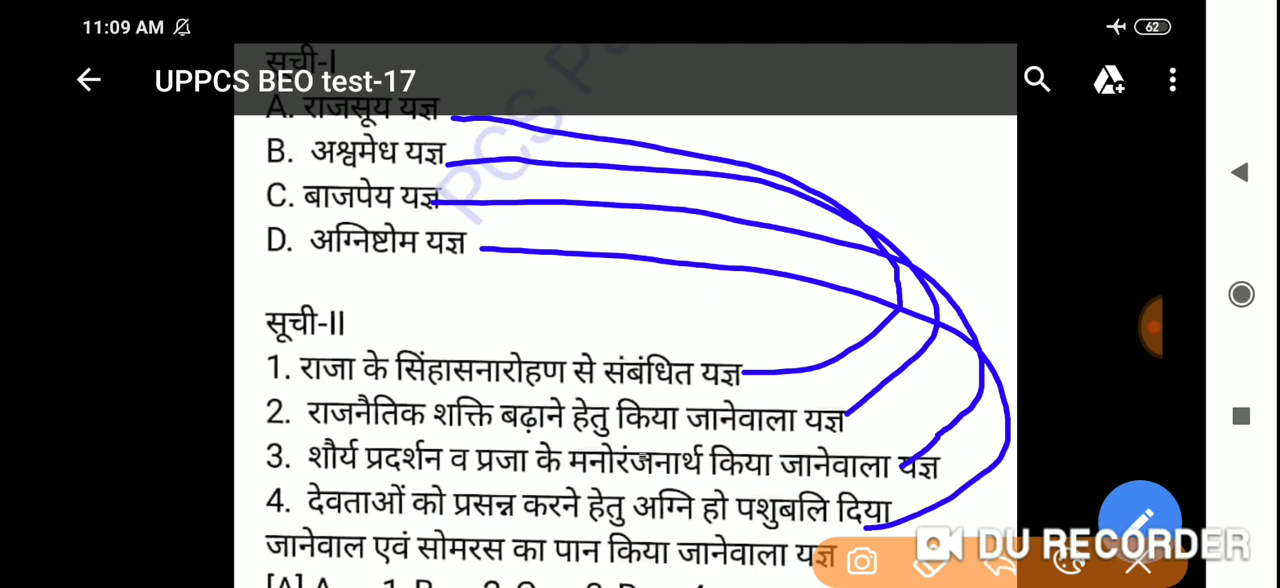 11:09 AM
62
सूची-I
UPPCS BEO test-17
A. राजसूय यज्ञ
B. अश्वमेध यज्ञ
C. बाजपेय यज्ञ
D. अग्निष्टोम यज्ञ
PCS
सूची-II
1. राजा के सिंहासनारोहण से संबंधित यज्ञ
2. राजनैतिक शक्ति बढ़ाने हेतु किया जानेवाला यज्ञ
3. शौर्य प्रदर्शन व प्रजा के मनोरंजनार्थ किया जानेवाला यज्ञ
4. देवताओं को प्रसन्न करने हेतु अग्नि हो पशुबलि दिया
जानेवाल एवं सोमरस का पान किया जानेवाला यज्ञ
DU RECORDER